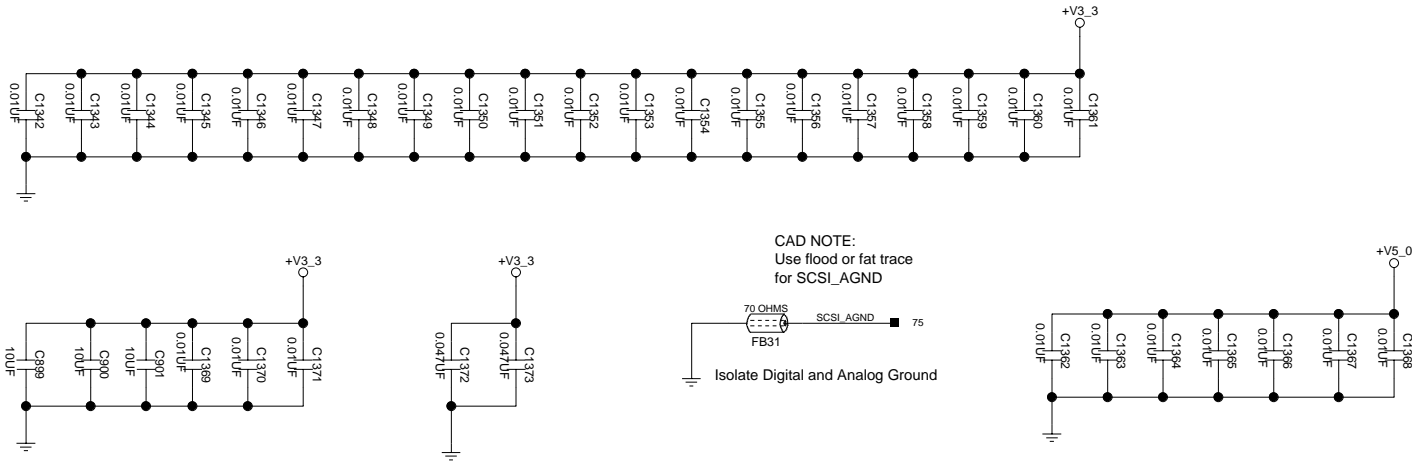 +V3_3
C1342
0.01UF
C1343
0.01UF
C1344
0.01UF
C1345
0.01UF
C1346
0.01UF
C1347
0.01UF
C1348
0.01UF
C1349
0.01UF
C1350
0.01UF
C1351
0.01UF
C1352
0.01UF
C1353
0.01UF
C1354
0.01UF
C1355
0.01UF
C1356
0.01UF
C1357
0.01UF
C1358
0.01UF
C1359
0.01UF
C1360
0.01UF
C1361
0.01UF
+V3_3
C899
10UF
C900
10UF
C901
10UF
C1369
0.01UF
C1370
0.01UF
C1371
0.01UF
+V3_3
C1372
0.047UF
C1373
0.047UF
CAD NOTE:
Use flood or fat trace
for SCSI_AGND
70 OHMS
SCSI_AGND
75
FB31
Isolate Digital and Analog Ground
+V5_0
C1362
0.01UF
C1363
0.01UF
C1364
0.01UF
C1365
0.01UF
C1366
0.01UF
C1367
0.01UF
C1368
0.01UF